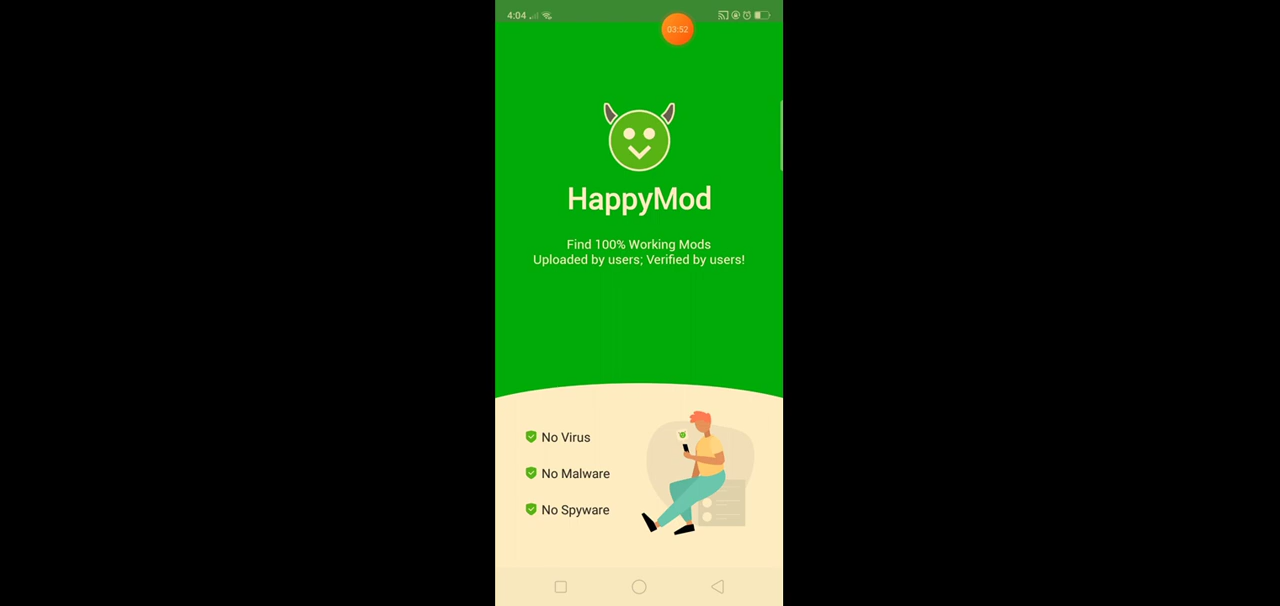 4:04
03:52
HappyMod
Find 100% Working Mods
Uploaded by users; Verified by users!
No Virus
No Malware
No Spyware